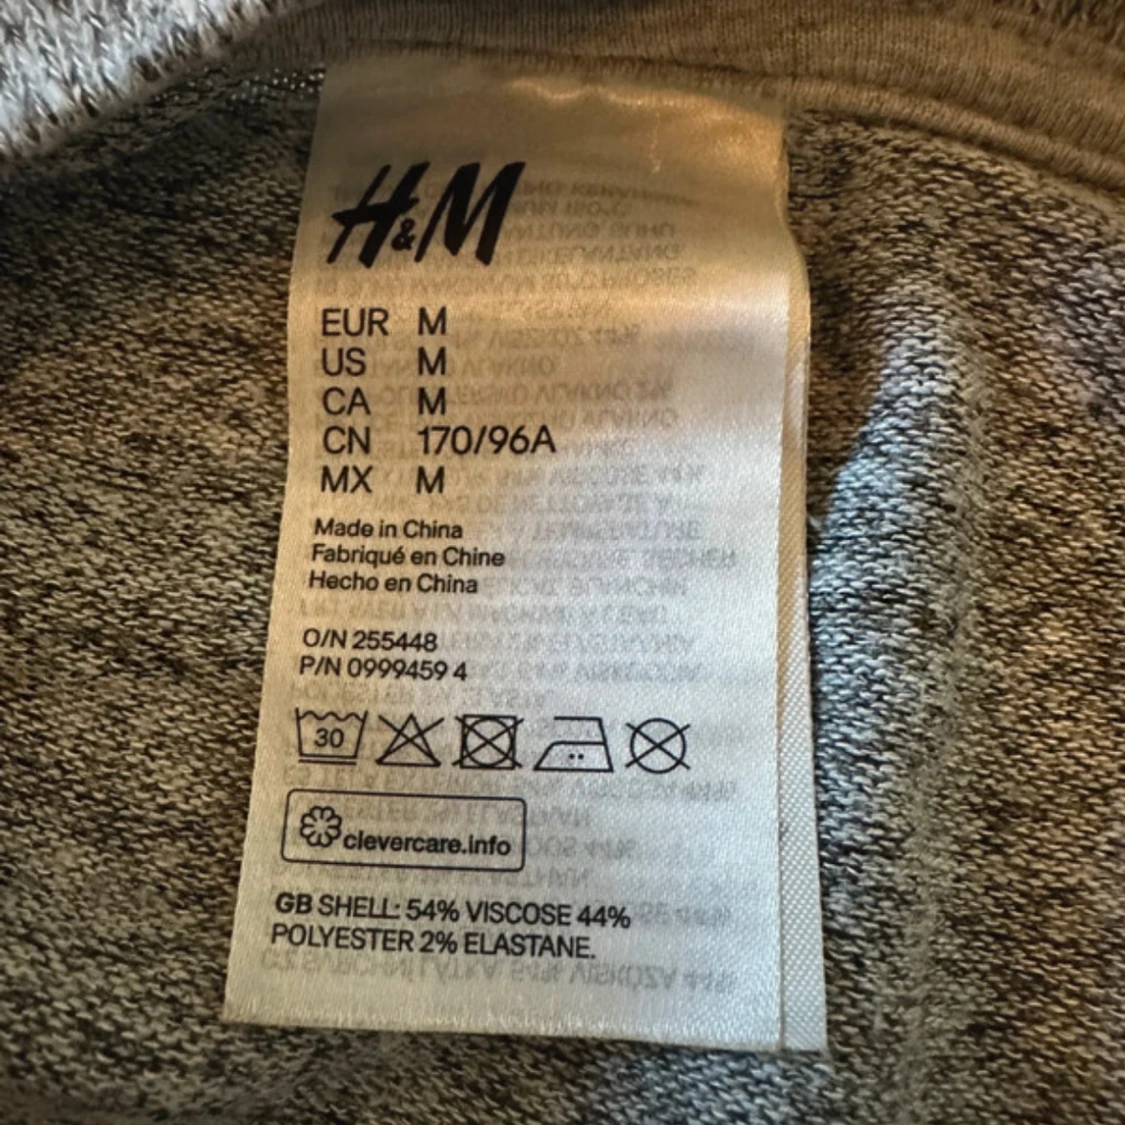 H&M
EUR M
US M
CA M
CN 170/96A
MX M
Made in China
Fabriqué en Chine
Hecho en China
O/N 255448
P/N 0999459 4
30
clevercare.info
GB SHELL: 54% VISCOSE 44%
POLYESTER 2% ELASTANE.